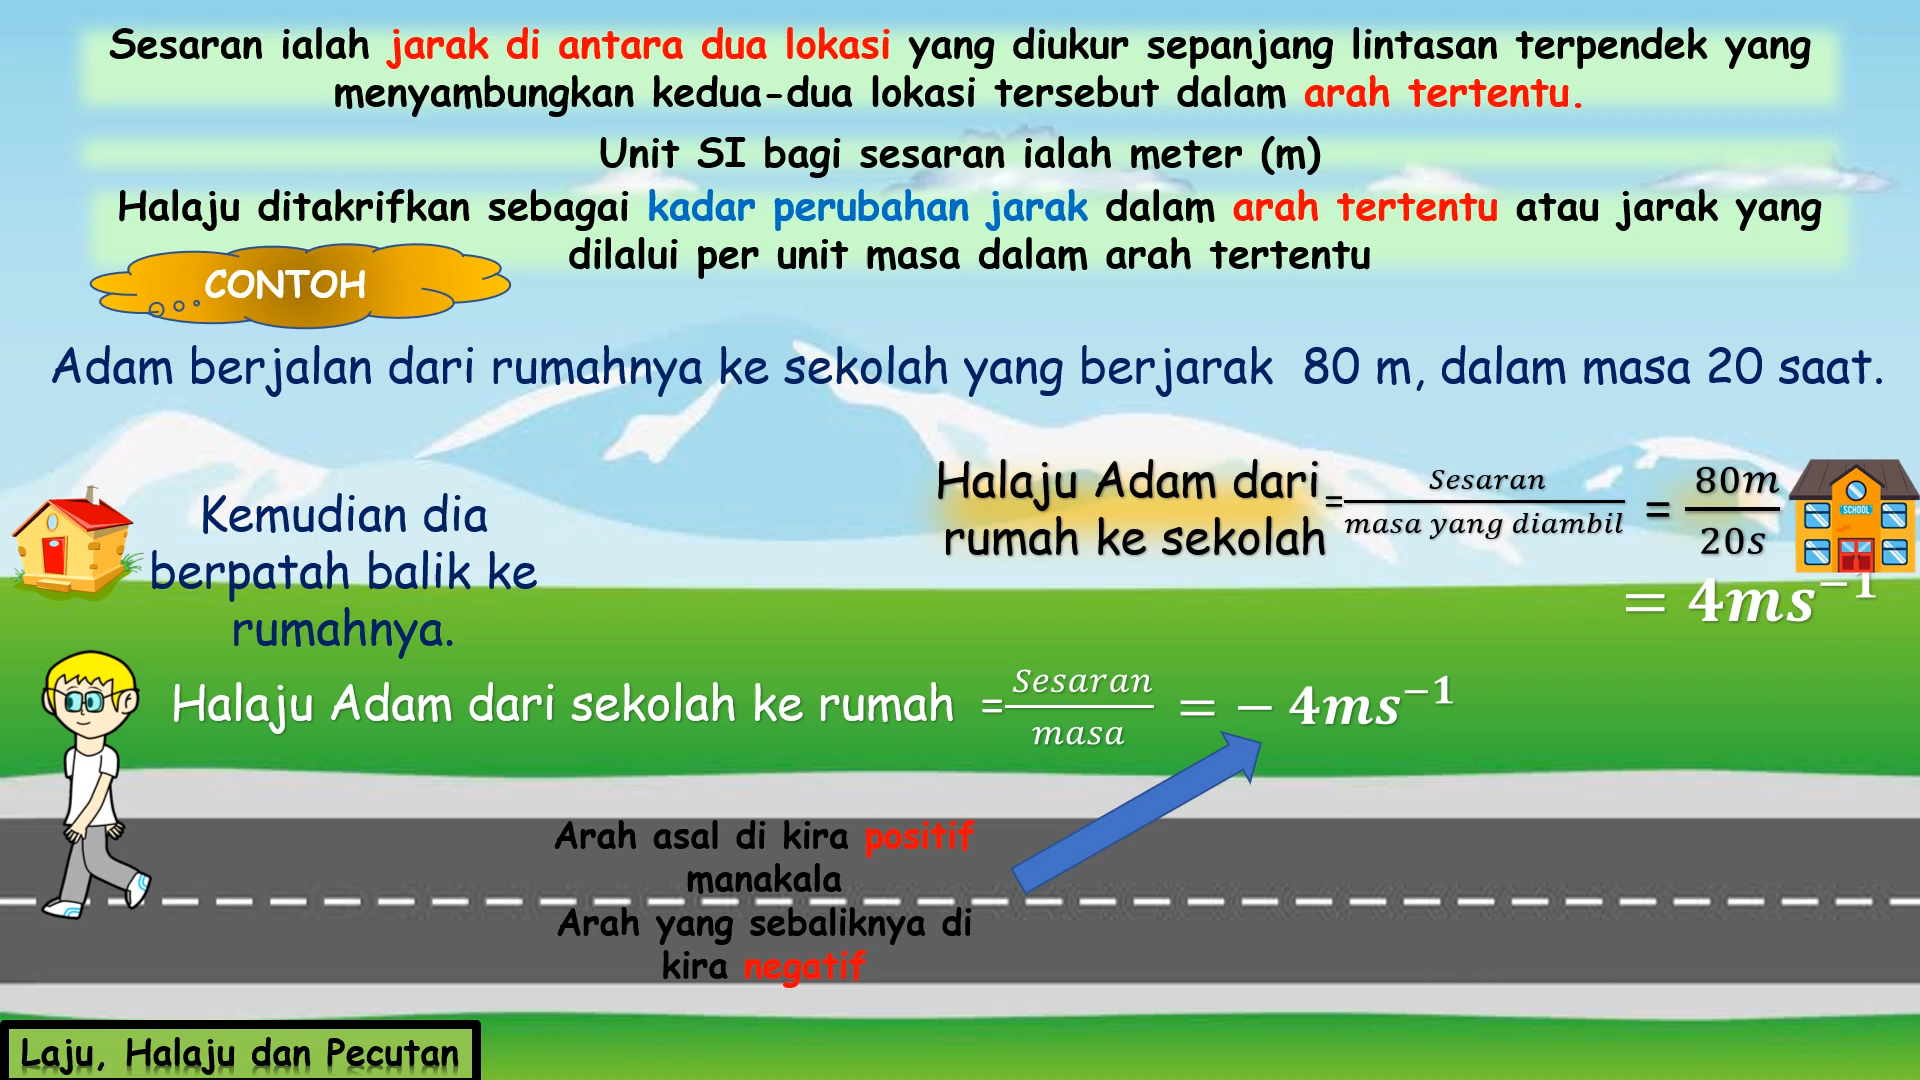 Sesaran ialah jarak di antara dua lokasi yang diukur sepanjang lintasan terpendek yang
menyambungkan kedua-dua lokasi tersebut dalam arah tertentu.
Unit SI bagi sesaran ialah meter (m)
Halaju ditakrifkan sebagai kadar perubahan jarak dalam arah tertentu atau jarak yang
dilalui per unit masa dalam arah tertentu
CONTOH
Adam berjalan dari rumahnya ke sekolah yang berjarak 80 m, dalam masa 20 saat.
Halaju Adam dari
rumah ke sekolah
= Sesaran / masa yang diambil = 80m / 20s
= 4ms⁻¹
SCHOOL
Kemudian dia
berpatah balik ke
rumahnya.
Halaju Adam dari sekolah ke rumah = Sesaran / masa = − 4ms⁻¹
Arah asal di kira positif
manakala
Arah yang sebaliknya di
kira negatif
Laju, Halaju dan Pecutan